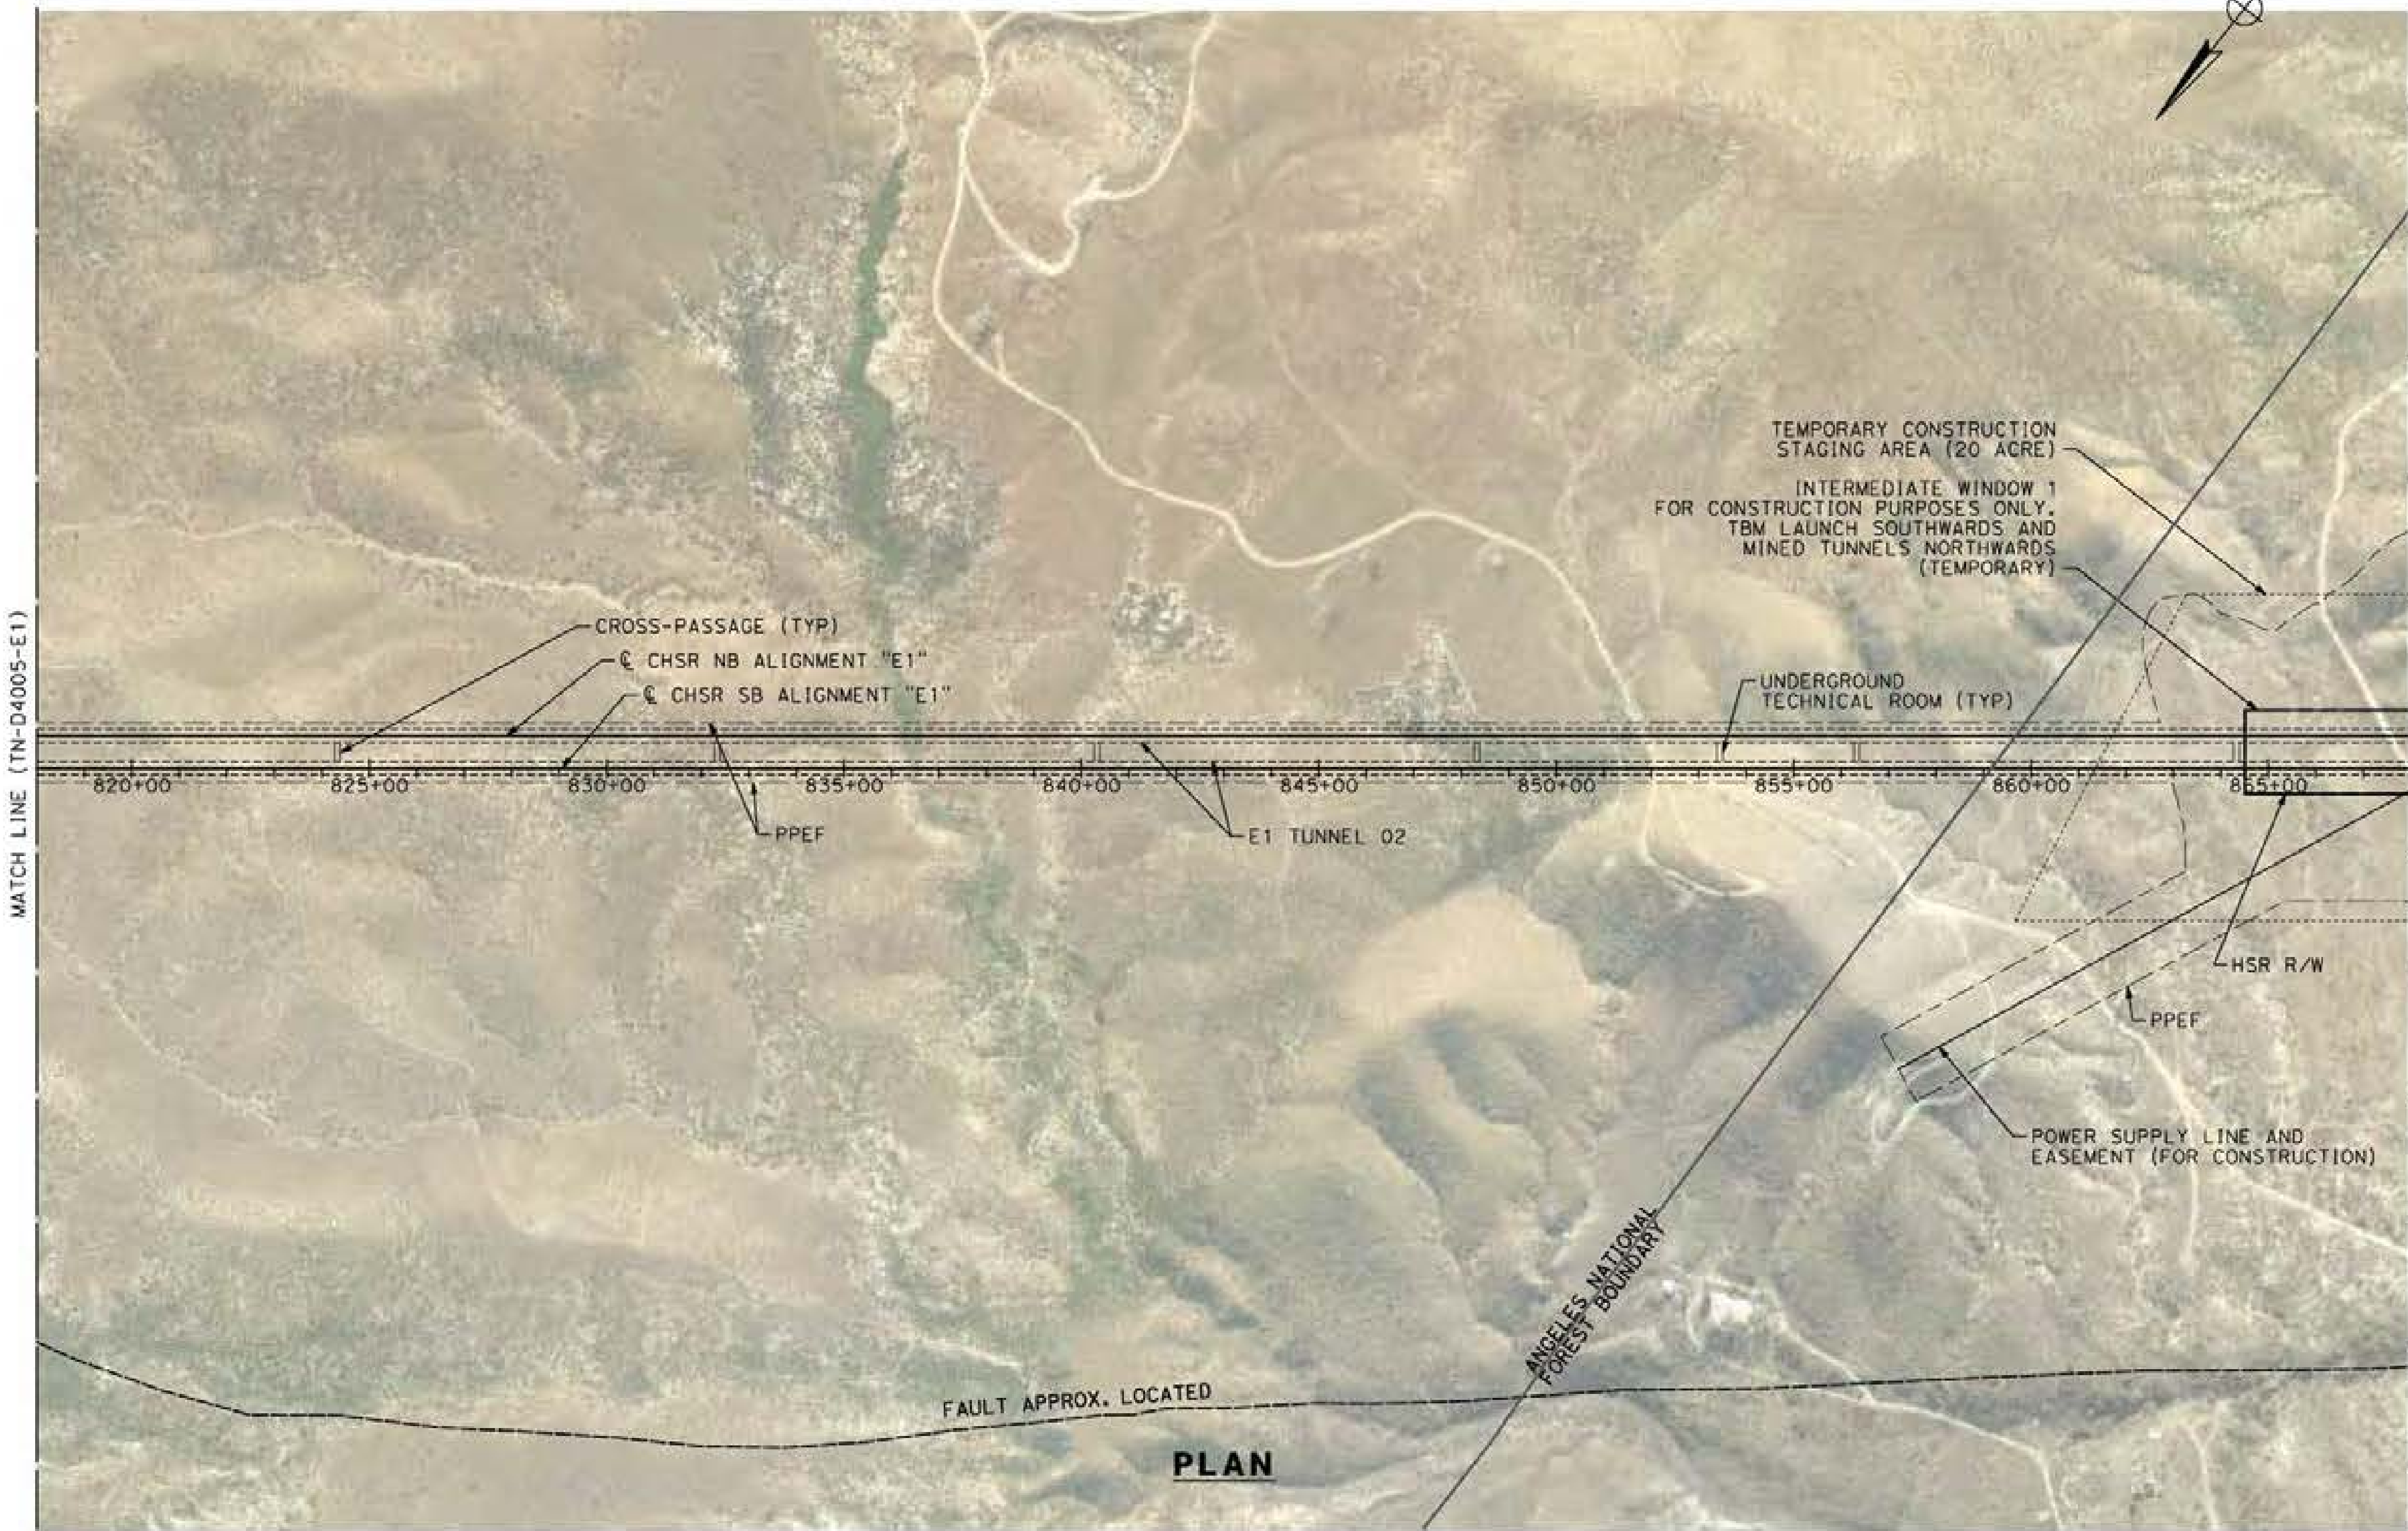 TEMPORARY CONSTRUCTION
STAGING AREA (20 ACRE)
INTERMEDIATE WINDOW 1
FOR CONSTRUCTION PURPOSES ONLY.
TBM LAUNCH SOUTHWARDS AND
MINED TUNNELS NORTHWARDS
(TEMPORARY)
MATCH LINE (TN-D4005-E1)
CROSS-PASSAGE (TYP)
℄ CHSR NB ALIGNMENT "E1"
℄ CHSR SB ALIGNMENT "E1"
UNDERGROUND
TECHNICAL ROOM (TYP)
820+00 825+00 830+00 835+00 840+00 845+00 850+00 855+00 860+00 865+00
PPEF
E1 TUNNEL 02
HSR R/W
PPEF
POWER SUPPLY LINE AND
EASEMENT (FOR CONSTRUCTION)
ANGELES NATIONAL
FOREST BOUNDARY
FAULT APPROX. LOCATED
PLAN